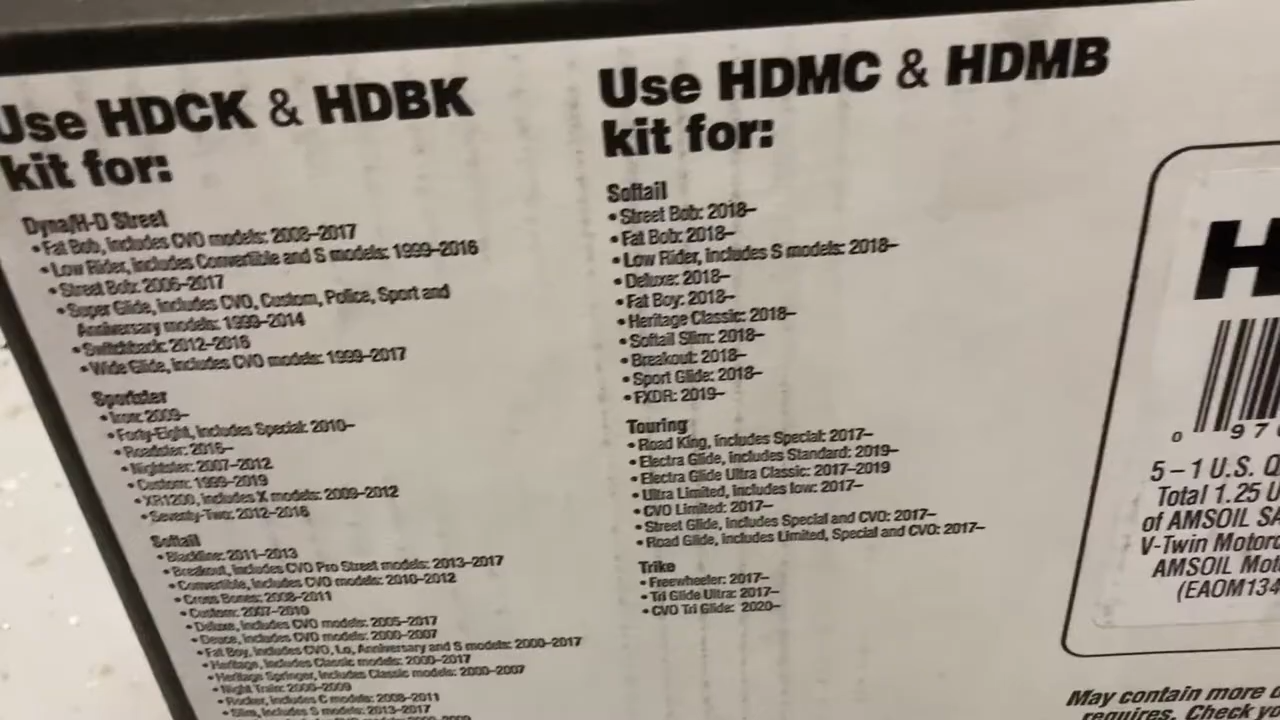 Use HDCK & HDBK
kit for:
Dyna/H-D Street
• Fat Bob, includes CVO models: 2008–2017
• Low Rider, includes Convertible and S models: 1999–2016
• Street Bob: 2006–2017
• Super Glide, includes CVO, Custom, Police, Sport and
Anniversary models: 1999–2014
• Switchback: 2012–2016
• Wide Glide, includes CVO models: 1999–2017
Sportster
• Iron: 2009–
• Forty-Eight, includes Special: 2010–
• Roadster: 2016–
• Nightster: 2007–2012
• Custom: 1999–2019
• XR1200, includes X models: 2009–2012
• Seventy-Two: 2012–2016
Softail
• Blackline: 2011–2013
• Breakout, includes CVO Pro Street models: 2013–2017
• Convertible, includes CVO models: 2010–2012
• Cross Bones: 2008–2011
• Custom: 2007–2010
• Deluxe, includes CVO models: 2005–2017
• Deuce, includes CVO models: 2000–2007
• Fat Boy, includes CVO, Lo, Anniversary and S models: 2000–2017
• Heritage, includes Classic models: 2000–2017
• Heritage Springer, includes Classic models: 2000–2007
• Night Train: 2000–2009
• Rocker, includes C models: 2008–2011
• Slim, includes S models: 2013–2017
Use HDMC & HDMB
kit for:
Softail
• Street Bob: 2018–
• Fat Bob: 2018–
• Low Rider, includes S models: 2018–
• Deluxe: 2018–
• Fat Boy: 2018–
• Heritage Classic: 2018–
• Softail Slim: 2018–
• Breakout: 2018–
• Sport Glide: 2018–
• FXDR: 2019–
Touring
• Road King, includes Special: 2017–
• Electra Glide, includes Standard: 2019–
• Electra Glide Ultra Classic: 2017–2019
• Ultra Limited, includes low: 2017–
• CVO Limited: 2017–
• Street Glide, includes Special and CVO: 2017–
• Road Glide, includes Limited, Special and CVO: 2017–
Trike
• Freewheeler: 2017–
• Tri Glide Ultra: 2017–
• CVO Tri Glide: 2020–
H
0 97
5 – 1 U.S. Q
Total 1.25 U
of AMSOIL SA
V-Twin Motorc
AMSOIL Mot
(EAOM134
May contain more
requires. Check yo